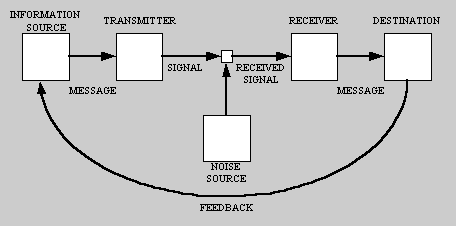 INFORMATION
SOURCE
TRANSMITTER
RECEIVER
DESTINATION
MESSAGE
SIGNAL
RECEIVED
SIGNAL
MESSAGE
NOISE
SOURCE
FEEDBACK